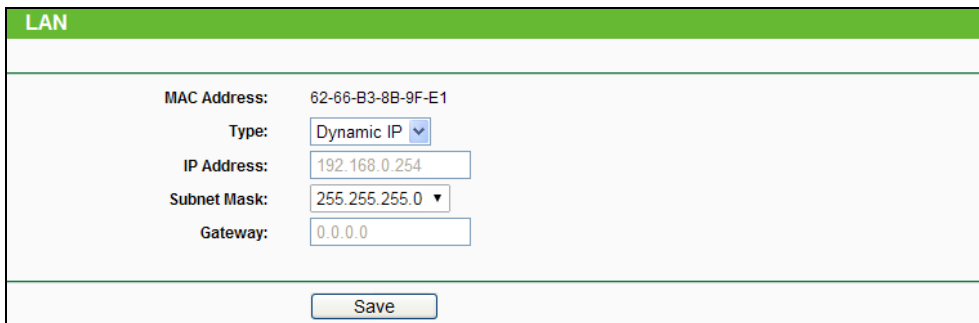 LAN
MAC Address: 62-66-B3-8B-9F-E1
Type: Dynamic IP
IP Address: 192.168.0.254
Subnet Mask: 255.255.255.0
Gateway: 0.0.0.0
Save